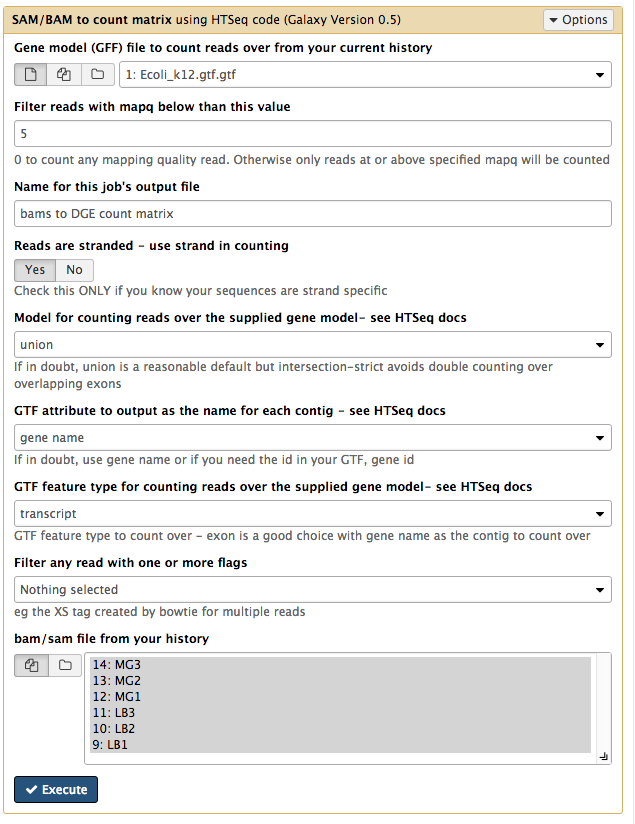 SAM/BAM to count matrix using HTSeq code (Galaxy Version 0.5)
Options
Gene model (GFF) file to count reads over from your current history
1: Ecoli_k12.gtf.gtf
Filter reads with mapq below than this value
5
0 to count any mapping quality read. Otherwise only reads at or above specified mapq will be counted
Name for this job's output file
bams to DGE count matrix
Reads are stranded - use strand in counting
Yes No
Check this ONLY if you know your sequences are strand specific
Model for counting reads over the supplied gene model- see HTSeq docs
union
If in doubt, union is a reasonable default but intersection-strict avoids double counting over
overlapping exons
GTF attribute to output as the name for each contig - see HTSeq docs
gene name
If in doubt, use gene name or if you need the id in your GTF, gene id
GTF feature type for counting reads over the supplied gene model- see HTSeq docs
transcript
GTF feature type to count over - exon is a good choice with gene name as the contig to count over
Filter any read with one or more flags
Nothing selected
eg the XS tag created by bowtie for multiple reads
bam/sam file from your history
14: MG3
13: MG2
12: MG1
11: LB3
10: LB2
9: LB1
Execute